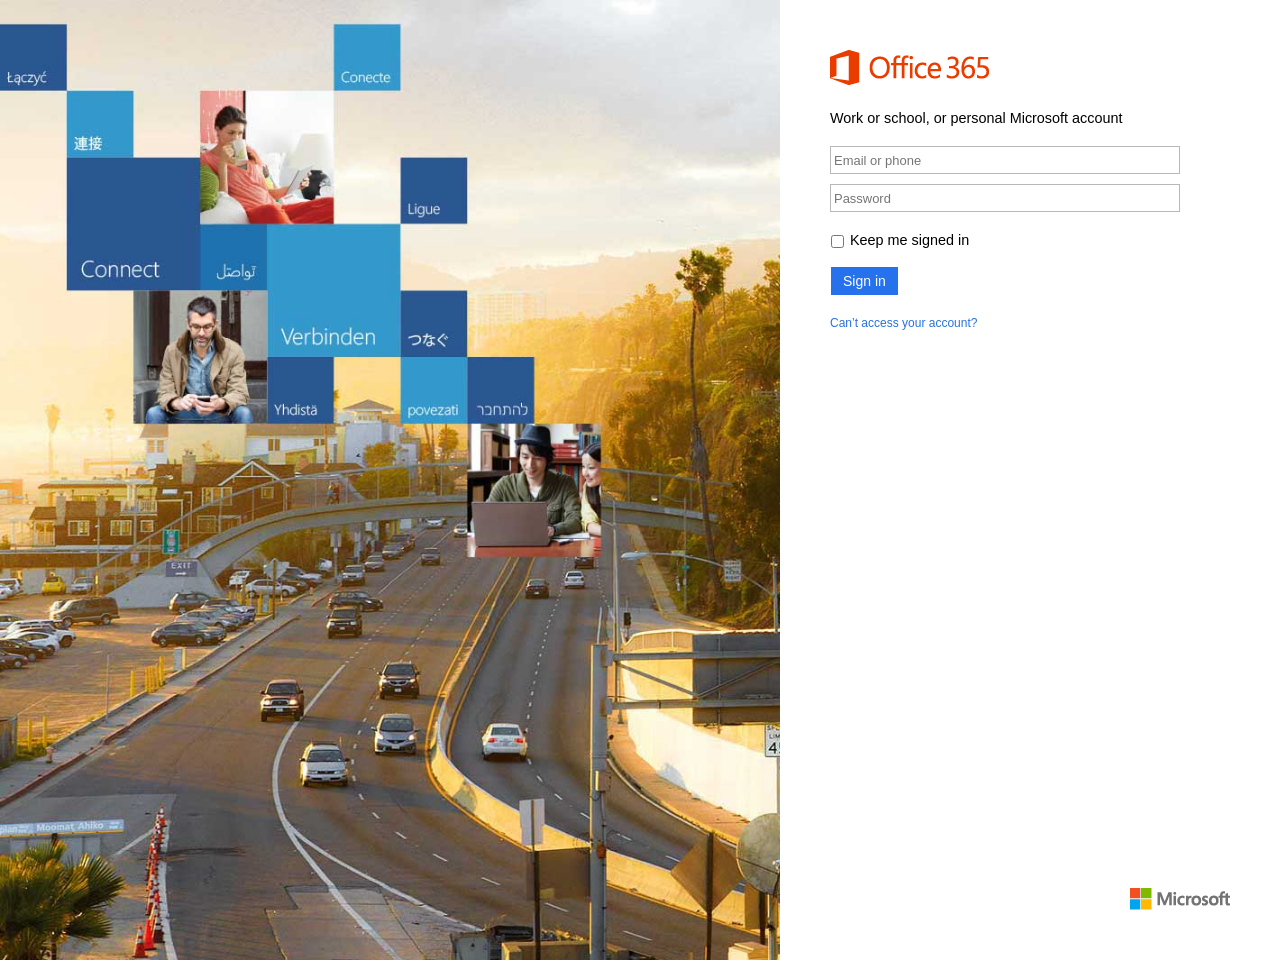 Łączyć
Conecte
連接
Ligue
Connect
تواصل
Verbinden
つなぐ
Yhdistä
povezati
להתחבר
EXIT
Moomat Ahiko
Office 365
Work or school, or personal Microsoft account
Email or phone
Password
Keep me signed in
Sign in
Can't access your account?
Microsoft